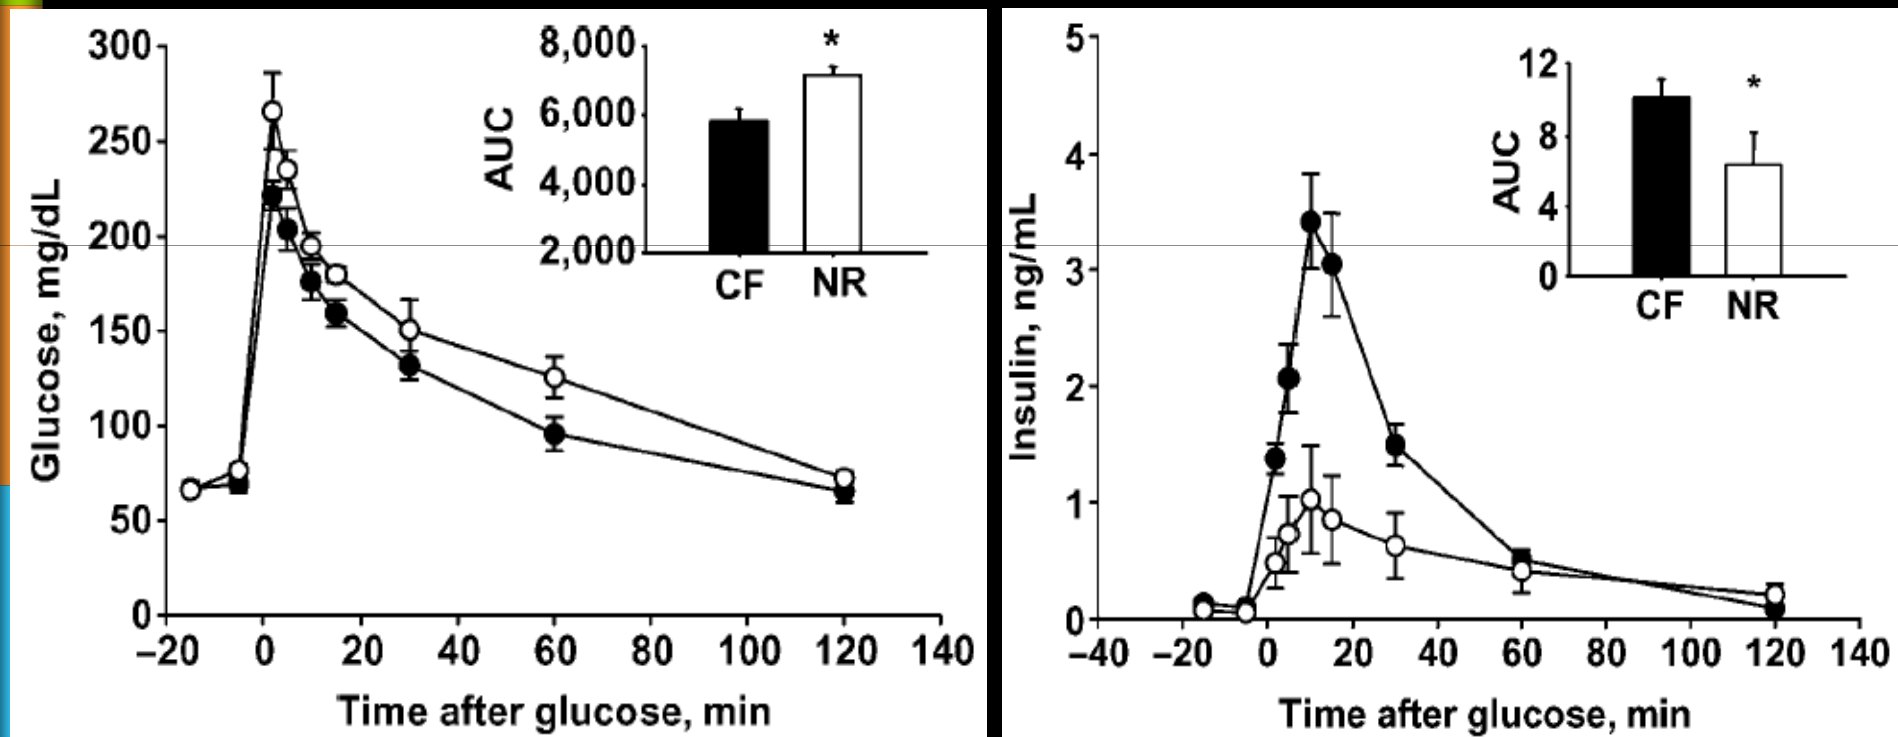 300
250
200
150
100
50
0
−20 0 20 40 60 80 100 120 140
Glucose, mg/dL
Time after glucose, min
8,000
6,000
4,000
2,000
AUC
*
CF NR
5
4
3
2
1
0
−40 −20 0 20 40 60 80 100 120 140
Insulin, ng/mL
Time after glucose, min
12
8
4
0
AUC
*
CF NR